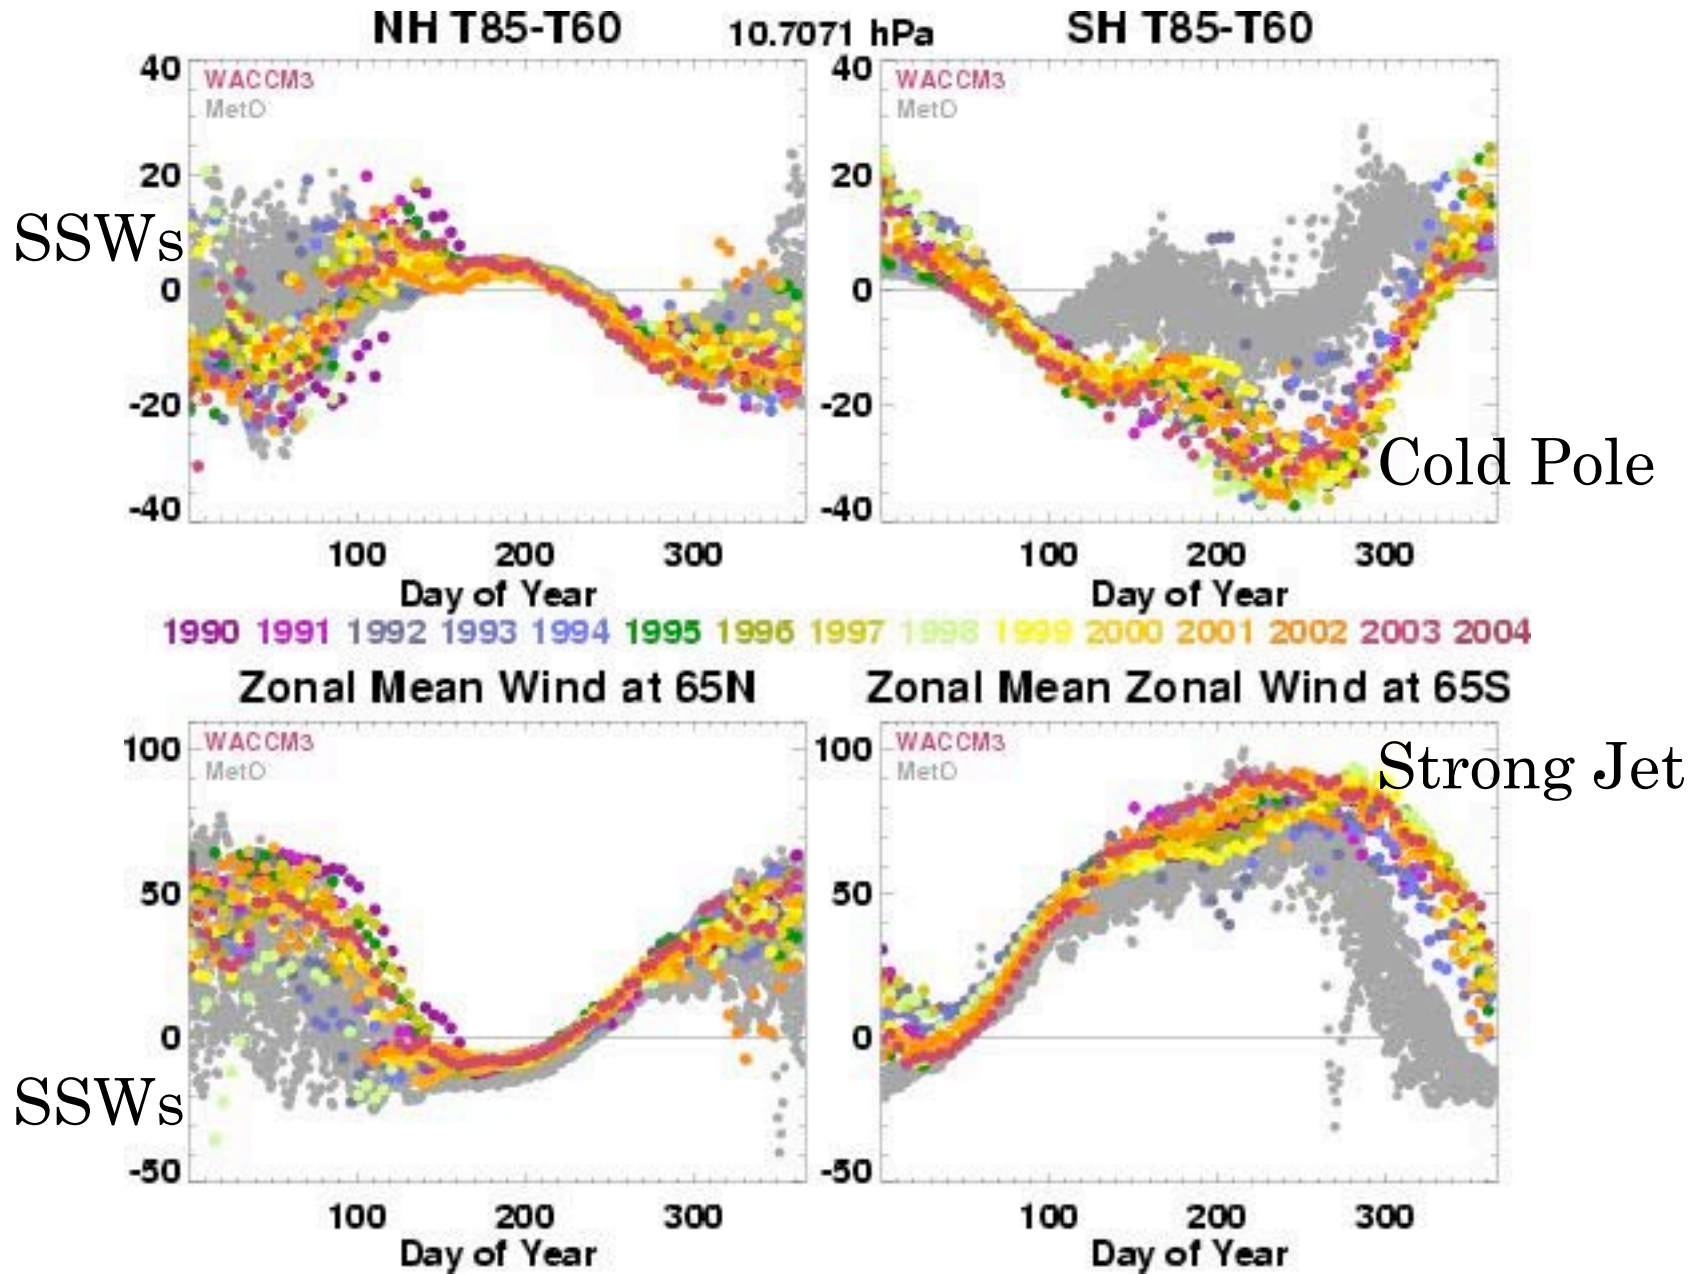 NH T85-T60 10.7071 hPa SH T85-T60
40
WACCM3
MetO
20
SSWs
0
-20
-40
100 200 300
Day of Year
40
WACCM3
MetO
20
0
-20
Cold Pole
-40
100 200 300
Day of Year
1990 1991 1992 1993 1994 1995 1996 1997 1998 1999 2000 2001 2002 2003 2004
Zonal Mean Wind at 65N
100
WACCM3
MetO
50
0
SSWs
-50
100 200 300
Day of Year
Zonal Mean Zonal Wind at 65S
100
WACCM3
MetO
Strong Jet
50
0
-50
100 200 300
Day of Year